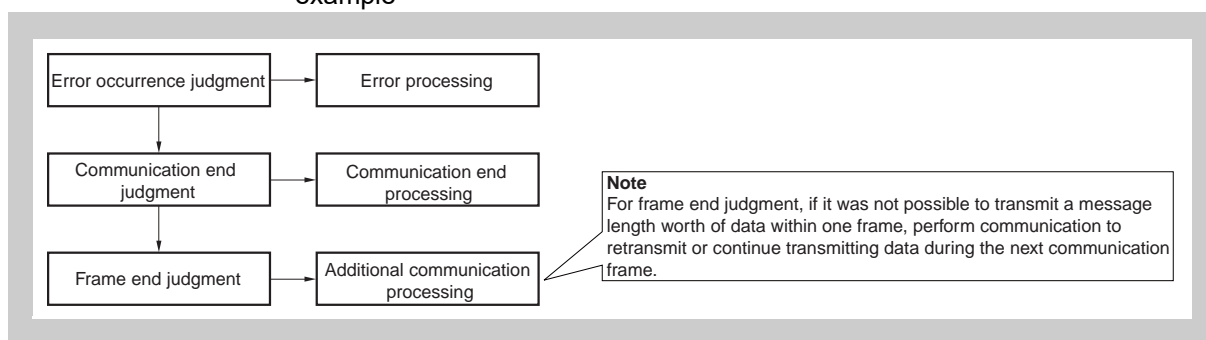 example
Error occurrence judgment
Error processing
Communication end
judgment
Communication end
processing
Note
For frame end judgment, if it was not possible to transmit a message
length worth of data within one frame, perform communication to
retransmit or continue transmitting data during the next communication
frame.
Frame end judgment
Additional communication
processing